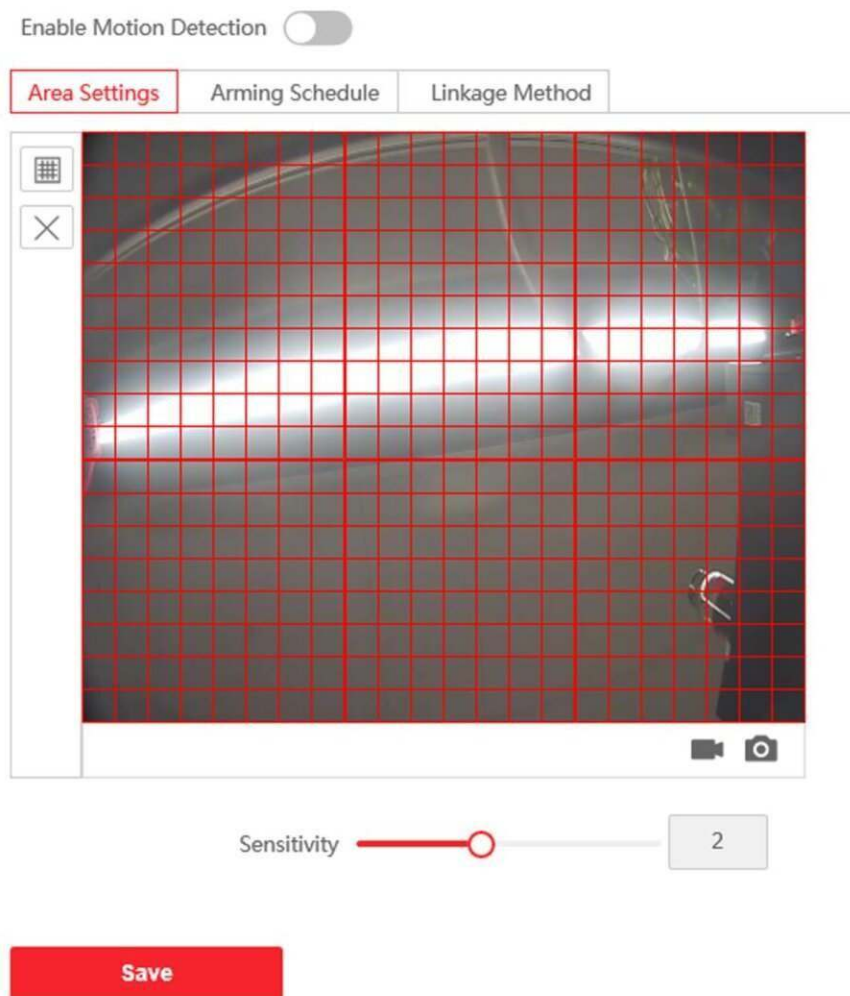 Enable Motion Detection
Area Settings Arming Schedule Linkage Method
Sensitivity 2
Save